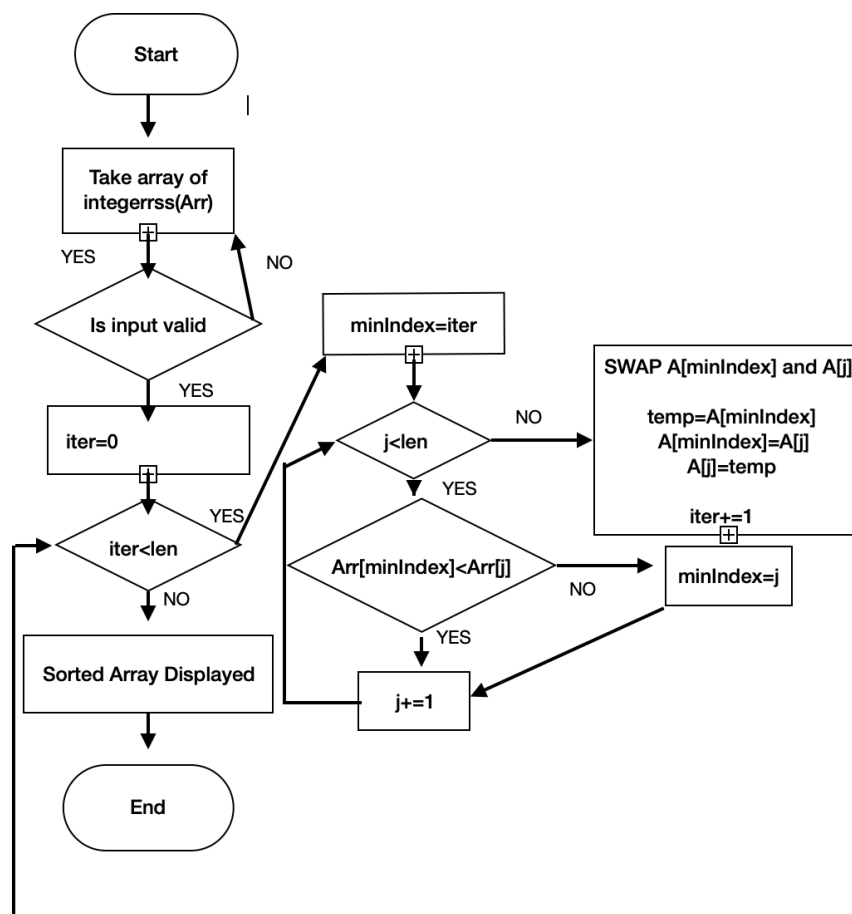 Start
Take array of
integerrss(Arr)
YES
NO
Is input valid
YES
iter=0
YES
iter<len
NO
Sorted Array Displayed
End
minIndex=iter
j<len
NO
YES
SWAP A[minIndex] and A[j]
temp=A[minIndex]
A[minIndex]=A[j]
A[j]=temp
iter+=1
Arr[minIndex]<Arr[j]
NO
minIndex=j
YES
j+=1